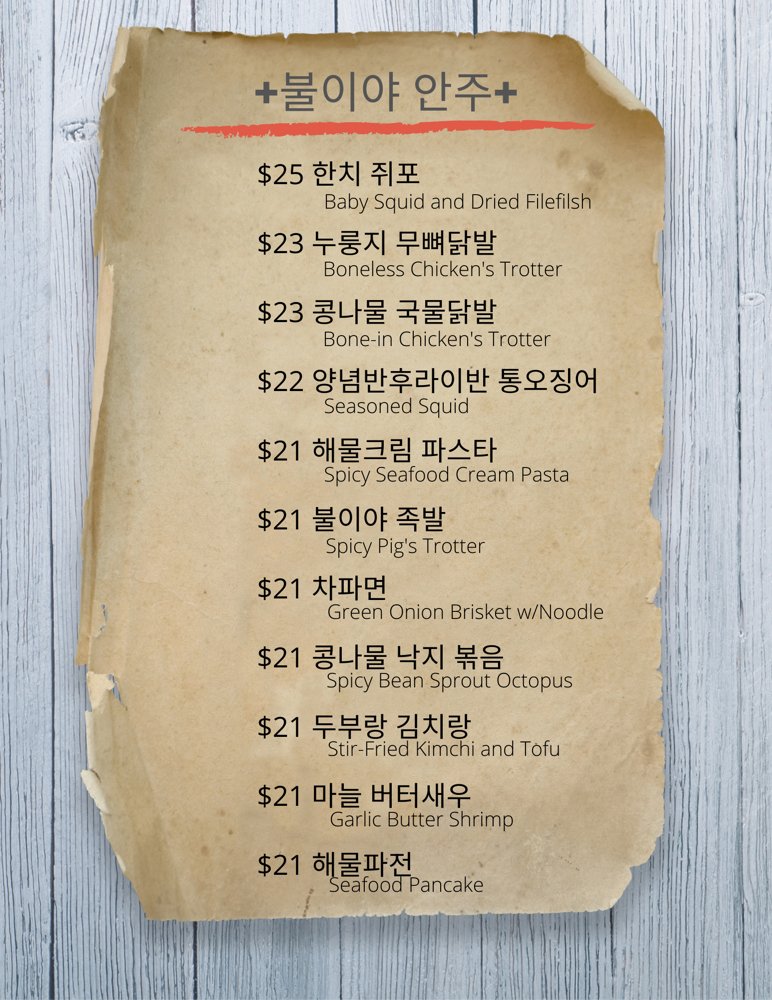 +불이야 안주+
$25 한치 쥐포
Baby Squid and Dried Filefilsh
$23 누룽지 무뼈닭발
Boneless Chicken's Trotter
$23 콩나물 국물닭발
Bone-in Chicken's Trotter
$22 양념반후라이반 통오징어
Seasoned Squid
$21 해물크림 파스타
Spicy Seafood Cream Pasta
$21 불이야 족발
Spicy Pig's Trotter
$21 차파면
Green Onion Brisket w/Noodle
$21 콩나물 낙지 볶음
Spicy Bean Sprout Octopus
$21 두부랑 김치랑
Stir-Fried Kimchi and Tofu
$21 마늘 버터새우
Garlic Butter Shrimp
$21 해물파전
Seafood Pancake